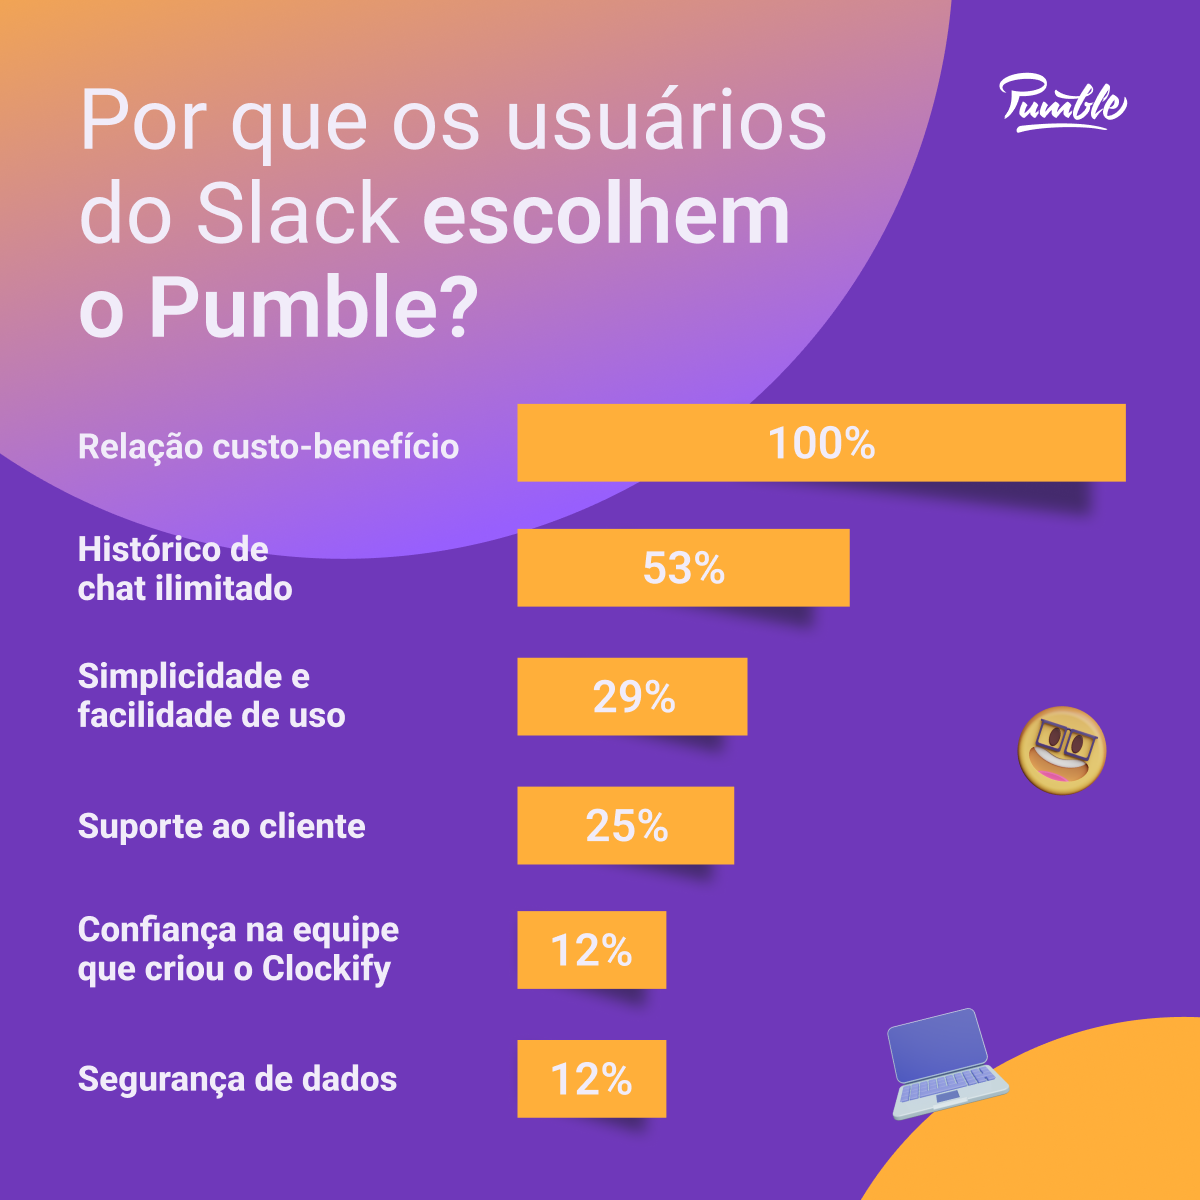 Por que os usuários
do Slack escolhem
o Pumble?
Pumble
Relação custo-benefício
100%
Histórico de
chat ilimitado
53%
Simplicidade e
facilidade de uso
29%
Suporte ao cliente
25%
Confiança na equipe
que criou o Clockify
12%
Segurança de dados
12%